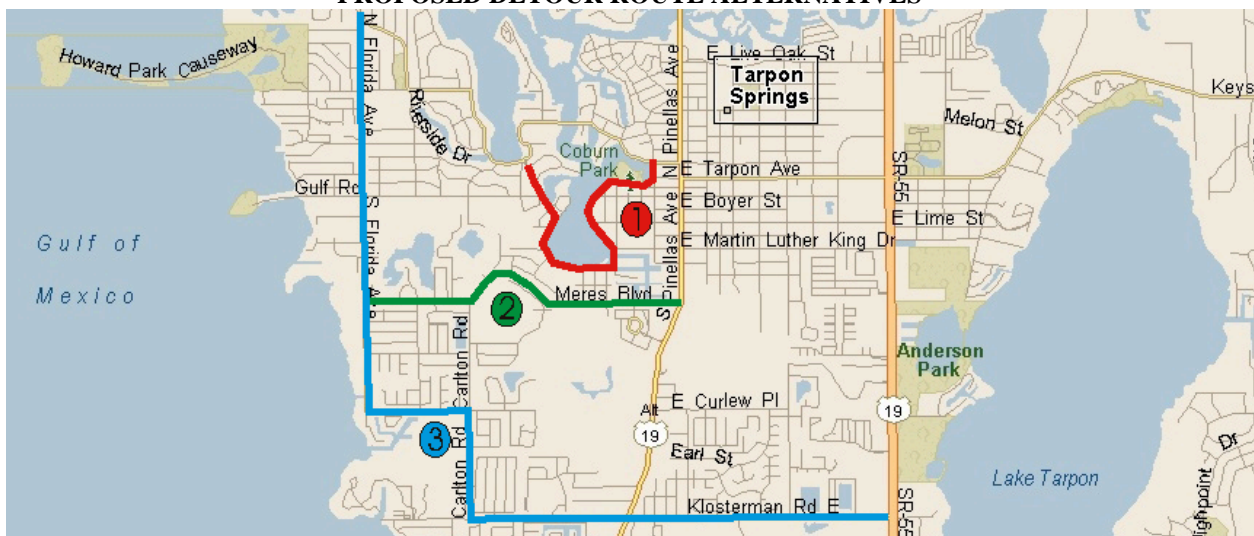 PROPOSED DETOUR ROUTE ALTERNATIVES
Howard Park Causeway
N Florida Ave
Riverside Dr
N Pinellas Ave
E Live Oak St
Tarpon
Springs
Keys
Melon St
Coburn
Park
E Tarpon Ave
SR-55
Gulf Rd
S Florida Ave
1
E Boyer St
E Lime St
E Martin Luther King Dr
S Pinellas Ave
Gulf of
Mexico
2
Meres Blvd
Carlton Rd
Anderson
Park
E Curlew Pl
Alt
19
19
3
Carlton Rd
Earl St
Klosterman Rd E
SR-55
Lake Tarpon
Dr